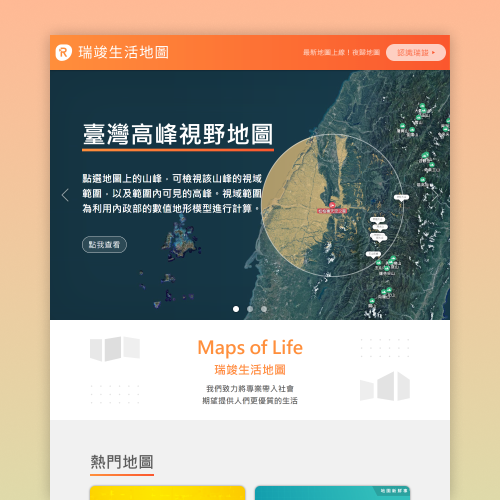 瑞竣生活地圖
最新地圖上線！夜歸地圖
認識瑞竣
臺灣高峰視野地圖
點選地圖上的山峰，可檢視該山峰的視域
範圍，以及範圍內可見的高峰。視域範圍
為利用內政部的數值地形模型進行計算。
點我查看
Maps of Life
瑞竣生活地圖
我們致力將專業帶入社會
期望提供人們更優質的生活
熱門地圖
地圖新鮮事